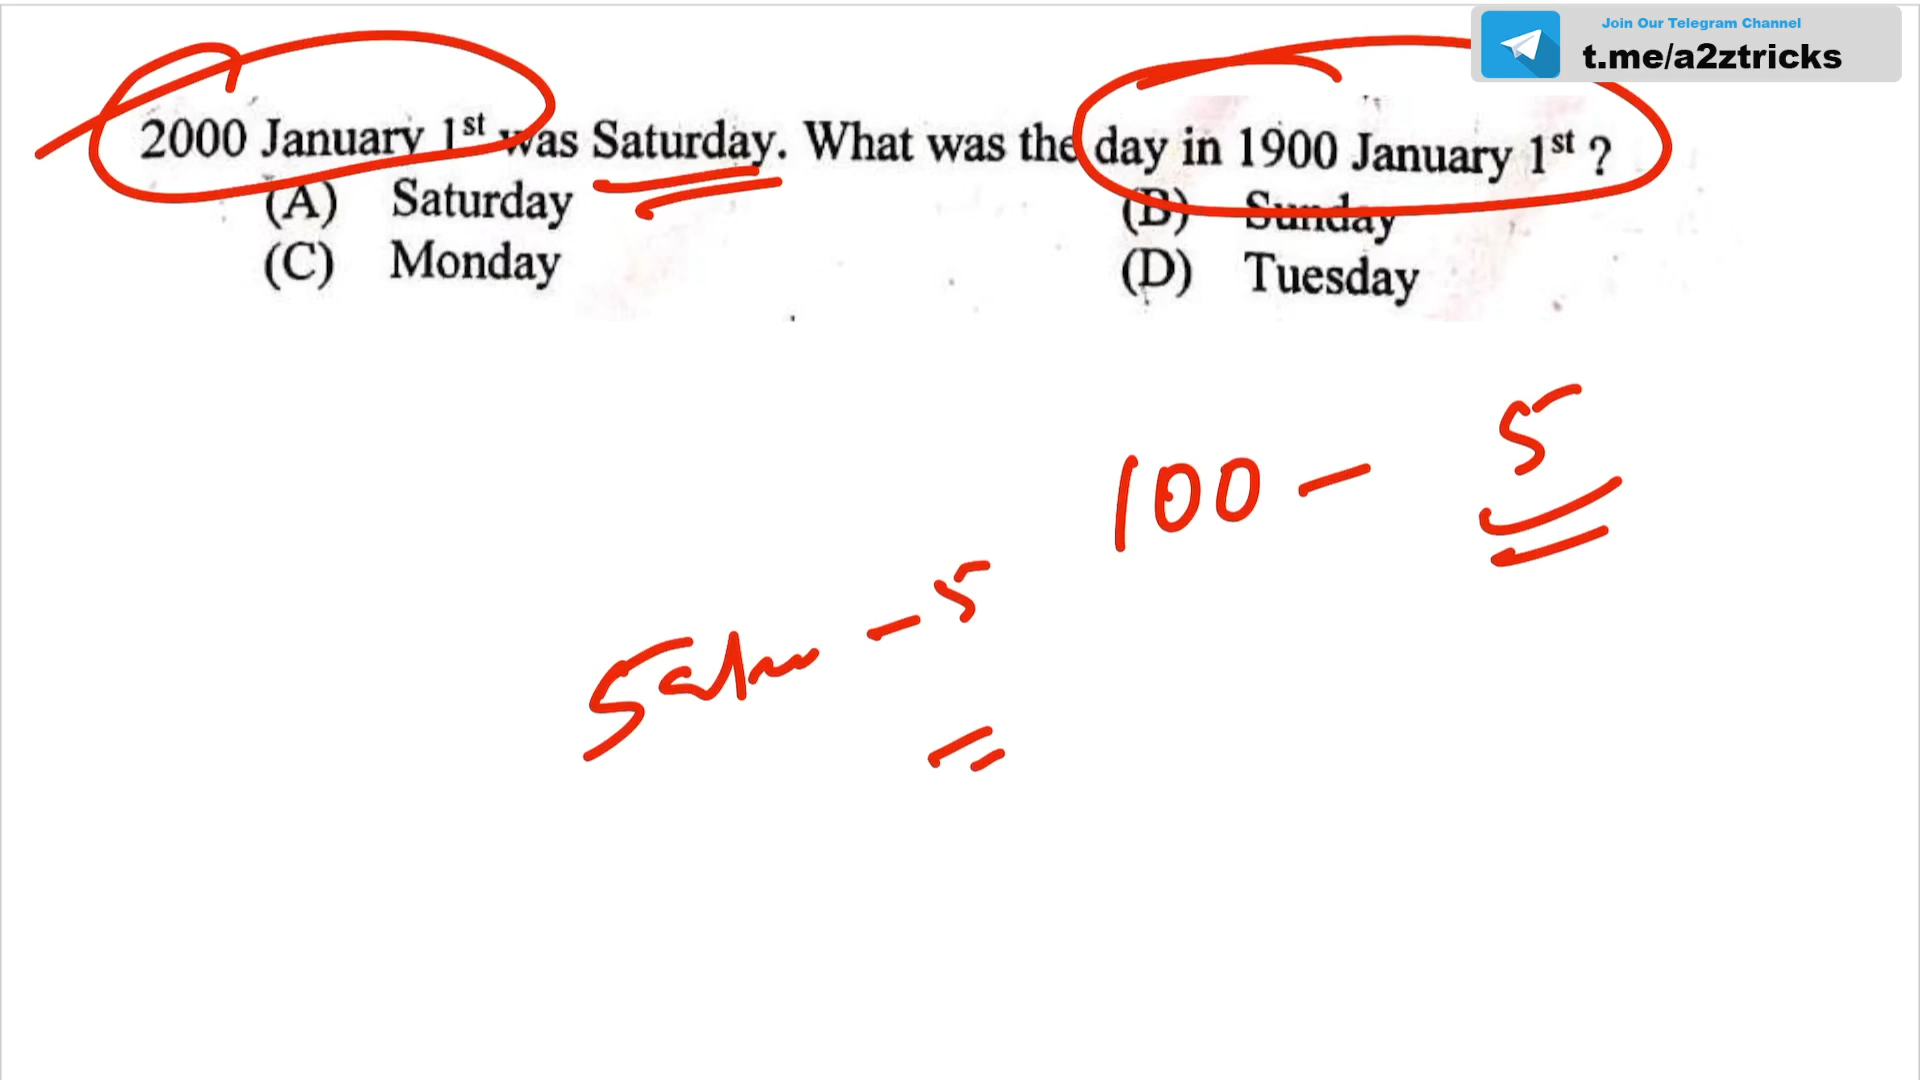 Join Our Telegram Channel
t.me/a2ztricks
2000 January 1st was Saturday. What was the day in 1900 January 1st ?
(A) Saturday (B) Sunday
(C) Monday (D) Tuesday
100 - 5
- 5